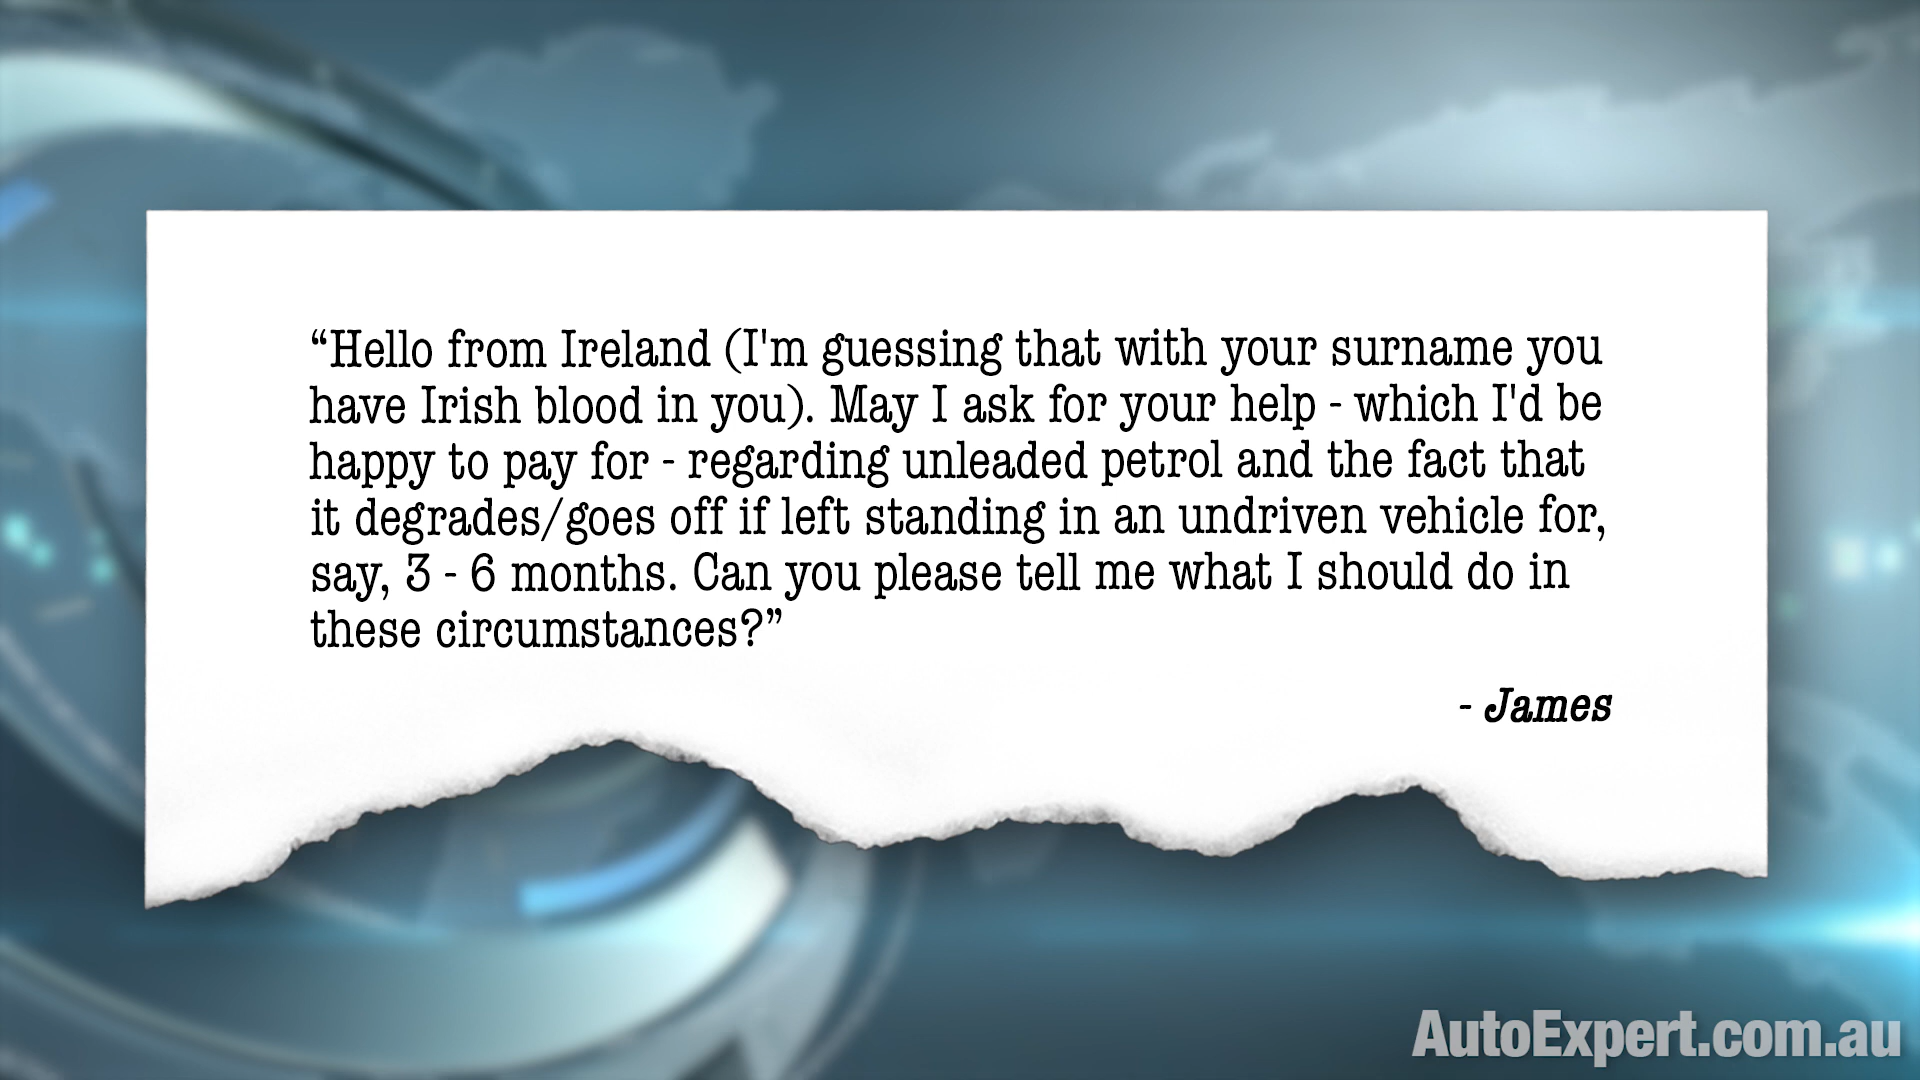 “Hello from Ireland (I'm guessing that with your surname you
have Irish blood in you). May I ask for your help - which I'd be
happy to pay for - regarding unleaded petrol and the fact that
it degrades/goes off if left standing in an undriven vehicle for,
say, 3 - 6 months. Can you please tell me what I should do in
these circumstances?”
- James
AutoExpert.com.au